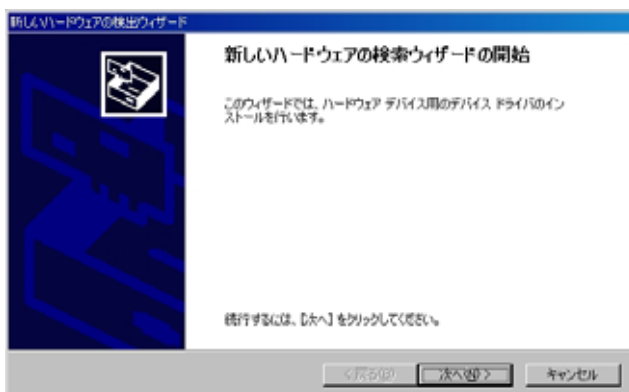 新しいハードウェアの検出ウィザード
新しいハードウェアの検索ウィザードの開始
このウィザードでは、ハードウェア デバイス用のデバイス ドライバのイン
ストールを行います。
続行するには、[次へ] をクリックしてください。
< 戻る(B)
次へ(N) >
キャンセル